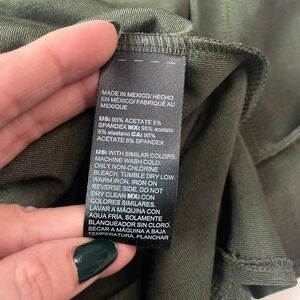 MADE IN MEXICO/HECHO
EN MÉXICO/FABRIQUÉ AU
MEXIQUE
US: 95% ACETATE 5%
SPANDEX MX: 95% acetato
5% elastano CA: 95%
ACÉTATE 5% SPANDEX
US: WITH SIMILAR COLORS.
MACHINE WASH COLD.
ONLY NON-CHLORINE
BLEACH, TUMBLE DRY LOW.
WARM IRON, IRON ON
REVERSE SIDE. DO NOT
DRY CLEAN MX: CON
COLORES SIMILARES.
LAVAR A MÁQUINA CON
AGUA FRÍA. SOLAMENTE
BLANQUEADOR SIN CLORO.
SECAR A MÁQUINA A BAJA
TEMPERATURA. PLANCHAR